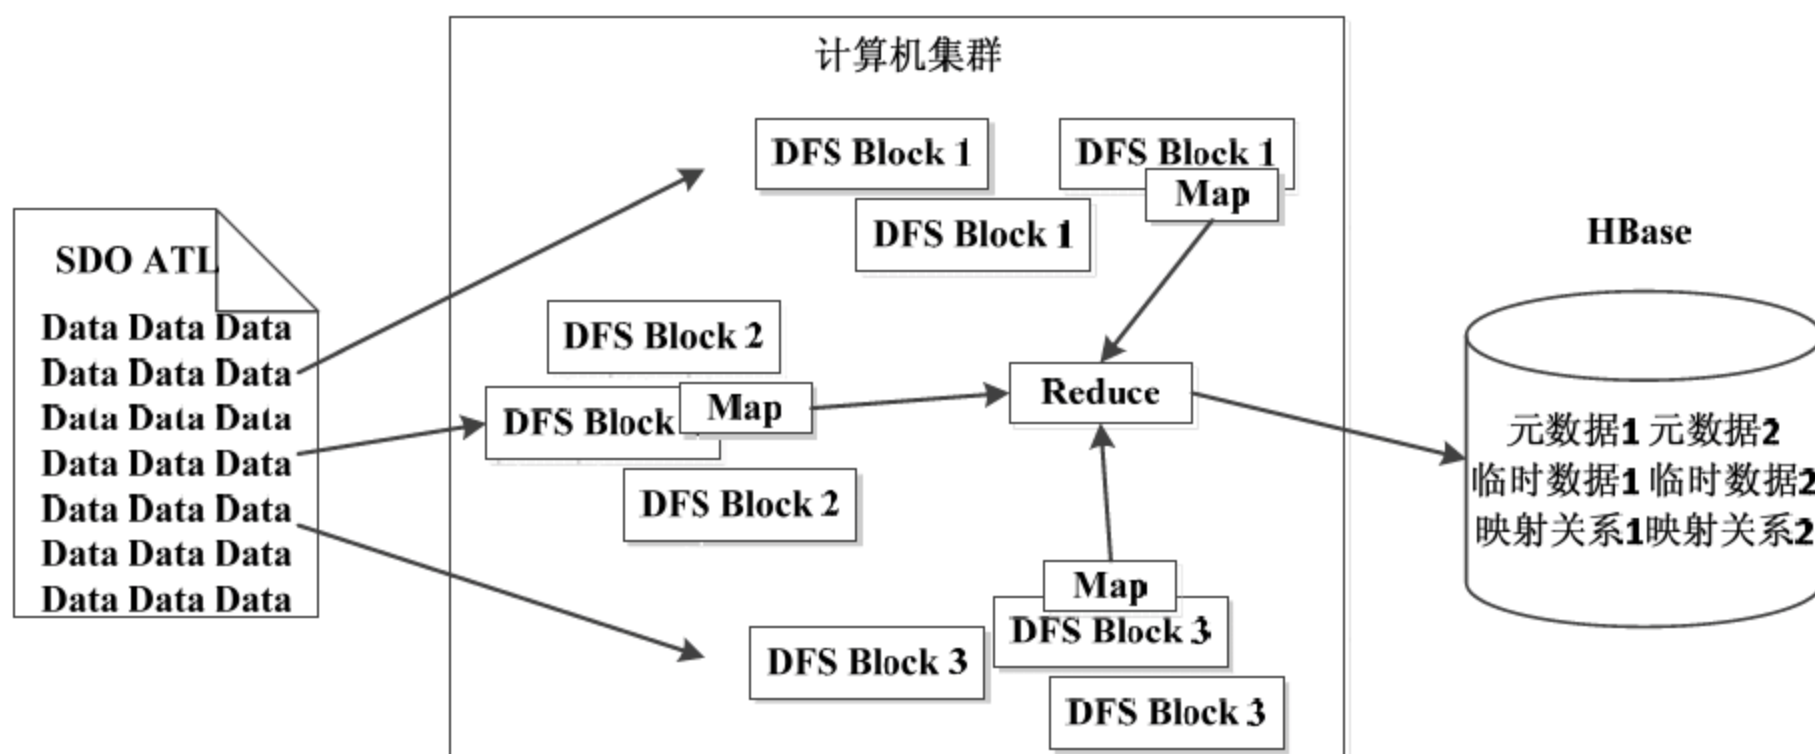 计算机集群
DFS Block 1
DFS Block 1
Map
DFS Block 1
SDO ATL
Data Data Data
Data Data Data
Data Data Data
Data Data Data
Data Data Data
Data Data Data
Data Data Data
DFS Block 2
DFS Block
Map
DFS Block 2
Reduce
Map
DFS Block 3
DFS Block 3
DFS Block 3
HBase
元数据1 元数据2
临时数据1 临时数据2
映射关系1映射关系2